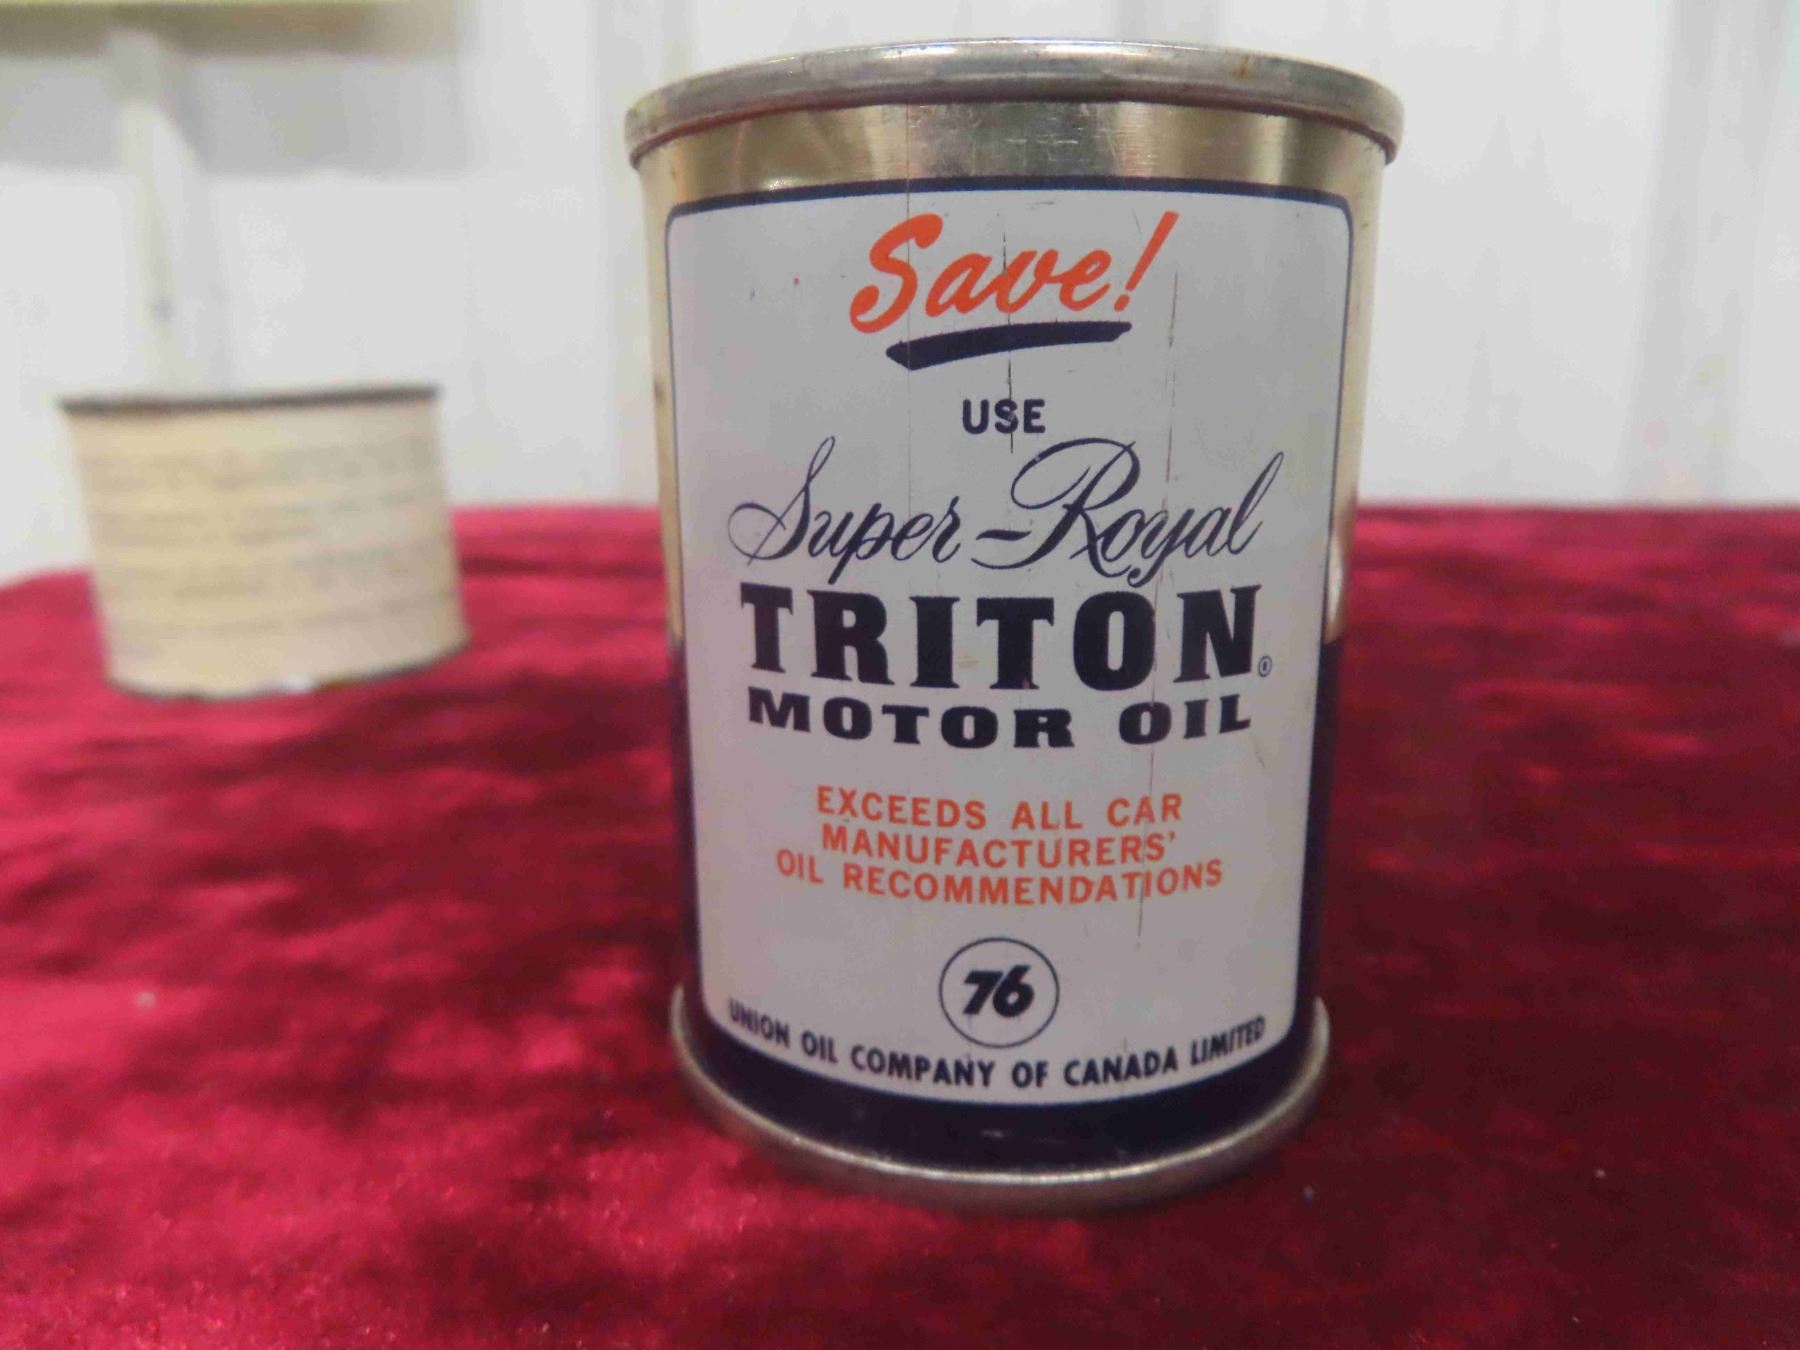 Save!
USE
Super-Royal
TRITON®
MOTOR OIL
EXCEEDS ALL CAR
MANUFACTURERS'
OIL RECOMMENDATIONS
76
UNION OIL COMPANY OF CANADA LIMITED